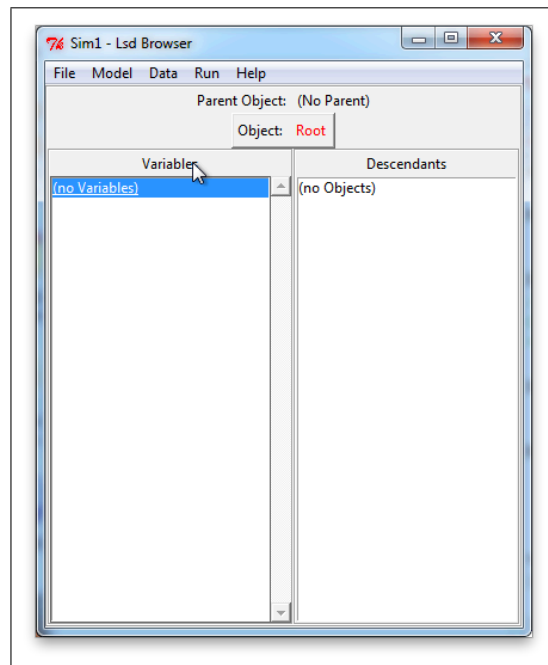 Sim1 - Lsd Browser
File Model Data Run Help
Parent Object: (No Parent)
Object: Root
Variables
Descendants
(no Variables)
(no Objects)